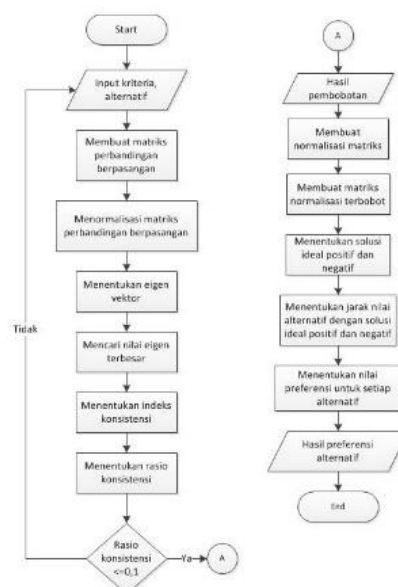 Start
Input kriteria,
alternatif
Membuat matriks
perbandingan
berpasangan
Menormalisasi matriks
perbandingan berpasangan
Menentukan eigen
vektor
Tidak
Mencari nilai eigen
terbesar
Menentukan indeks
konsistensi
Menentukan rasio
konsistensi
Rasio
konsistensi
<=0,1
Ya
A
A
Hasil
pembobotan
Membuat
normalisasi matriks
Membuat matriks
normalisasi terbobot
Menentukan solusi
ideal positif dan
negatif
Menentukan jarak nilai
alternatif dengan solusi
ideal positif dan negatif
Menentukan nilai
preferensi untuk setiap
alternatif
Hasil preferensi
alternatif
End